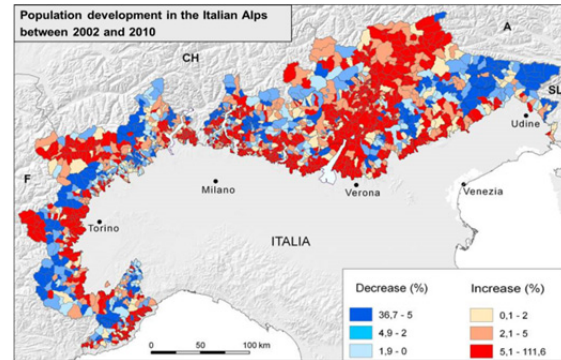 Population development in the Italian Alps
between 2002 and 2010
A
CH
SL
Udine
F
Milano
Verona
Venezia
Torino
ITALIA
Decrease (%)
36,7 - 5
4,9 - 2
1,9 - 0
Increase (%)
0,1 - 2
2,1 - 5
5,1 - 111,6
0 50 100 km